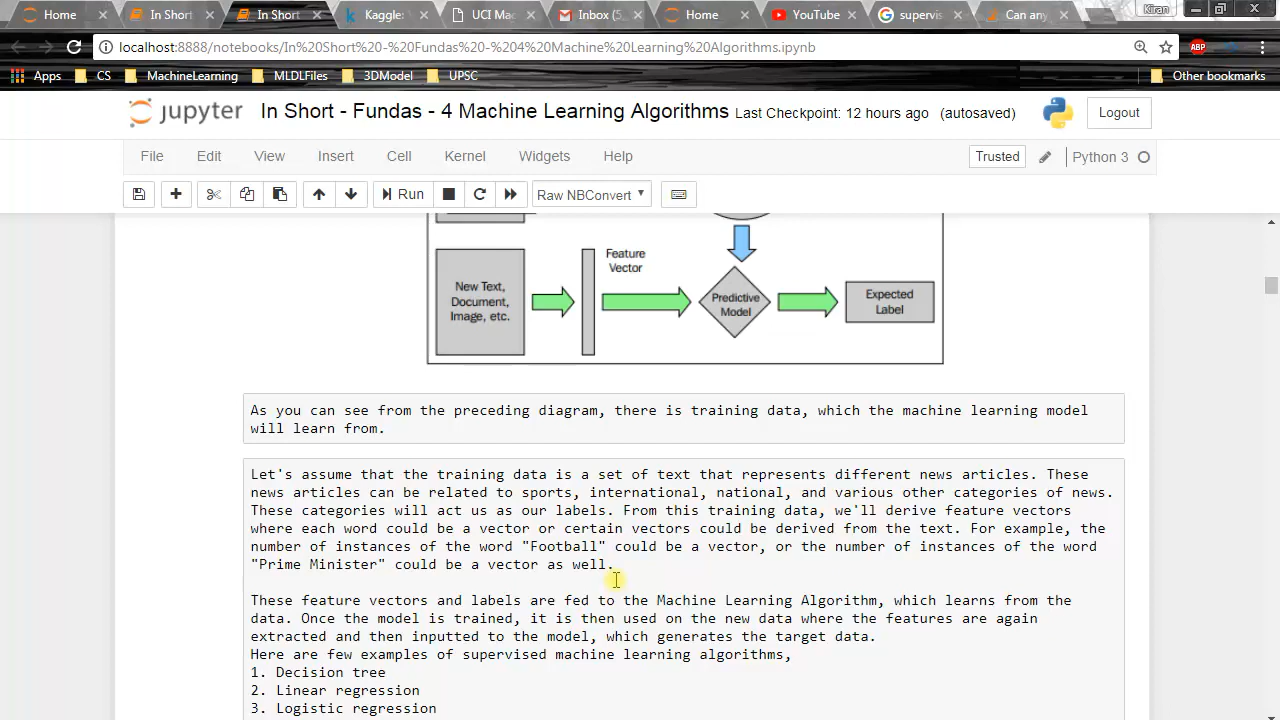 Kiran
Home
In Short
In Short
Kaggle:
UCI Mac
Inbox (5
Home
YouTube
supervis
Can any
localhost:8888/notebooks/In%20Short%20-%20Fundas%20-%204%20Machine%20Learning%20Algorithms.ipynb
ABP
Apps CS MachineLearning MLDLFiles 3DModel UPSC Other bookmarks
jupyter In Short - Fundas - 4 Machine Learning Algorithms Last Checkpoint: 12 hours ago (autosaved) Logout
File Edit View Insert Cell Kernel Widgets Help Trusted Python 3
Run Raw NBConvert
Feature
Vector
New Text,
Document,
Image, etc.
Predictive
Model
Expected
Label
As you can see from the preceding diagram, there is training data, which the machine learning model
will learn from.
Let's assume that the training data is a set of text that represents different news articles. These
news articles can be related to sports, international, national, and various other categories of news.
These categories will act us as our labels. From this training data, we'll derive feature vectors
where each word could be a vector or certain vectors could be derived from the text. For example, the
number of instances of the word "Football" could be a vector, or the number of instances of the word
"Prime Minister" could be a vector as well.
These feature vectors and labels are fed to the Machine Learning Algorithm, which learns from the
data. Once the model is trained, it is then used on the new data where the features are again
extracted and then inputted to the model, which generates the target data.
Here are few examples of supervised machine learning algorithms,
1. Decision tree
2. Linear regression
3. Logistic regression